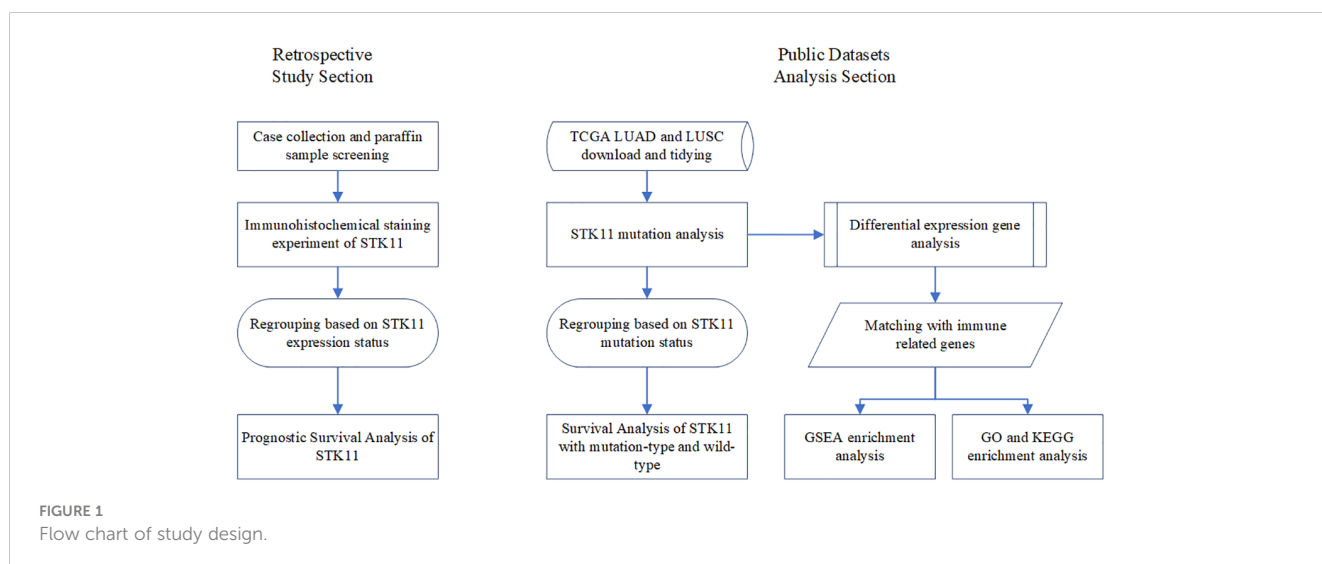 Retrospective
Study Section
Case collection and paraffin
sample screening
Immunohistochemical staining
experiment of STK11
Regrouping based on STK11
expression status
Prognostic Survival Analysis of
STK11
Public Datasets
Analysis Section
TCGA LUAD and LUSC
download and tidying
STK11 mutation analysis
Regrouping based on STK11
mutation status
Survival Analysis of STK11
with mutation-type and wild-
type
Differential expression gene
analysis
Matching with immune
related genes
GSEA enrichment
analysis
GO and KEGG
enrichment analysis
FIGURE 1
Flow chart of study design.